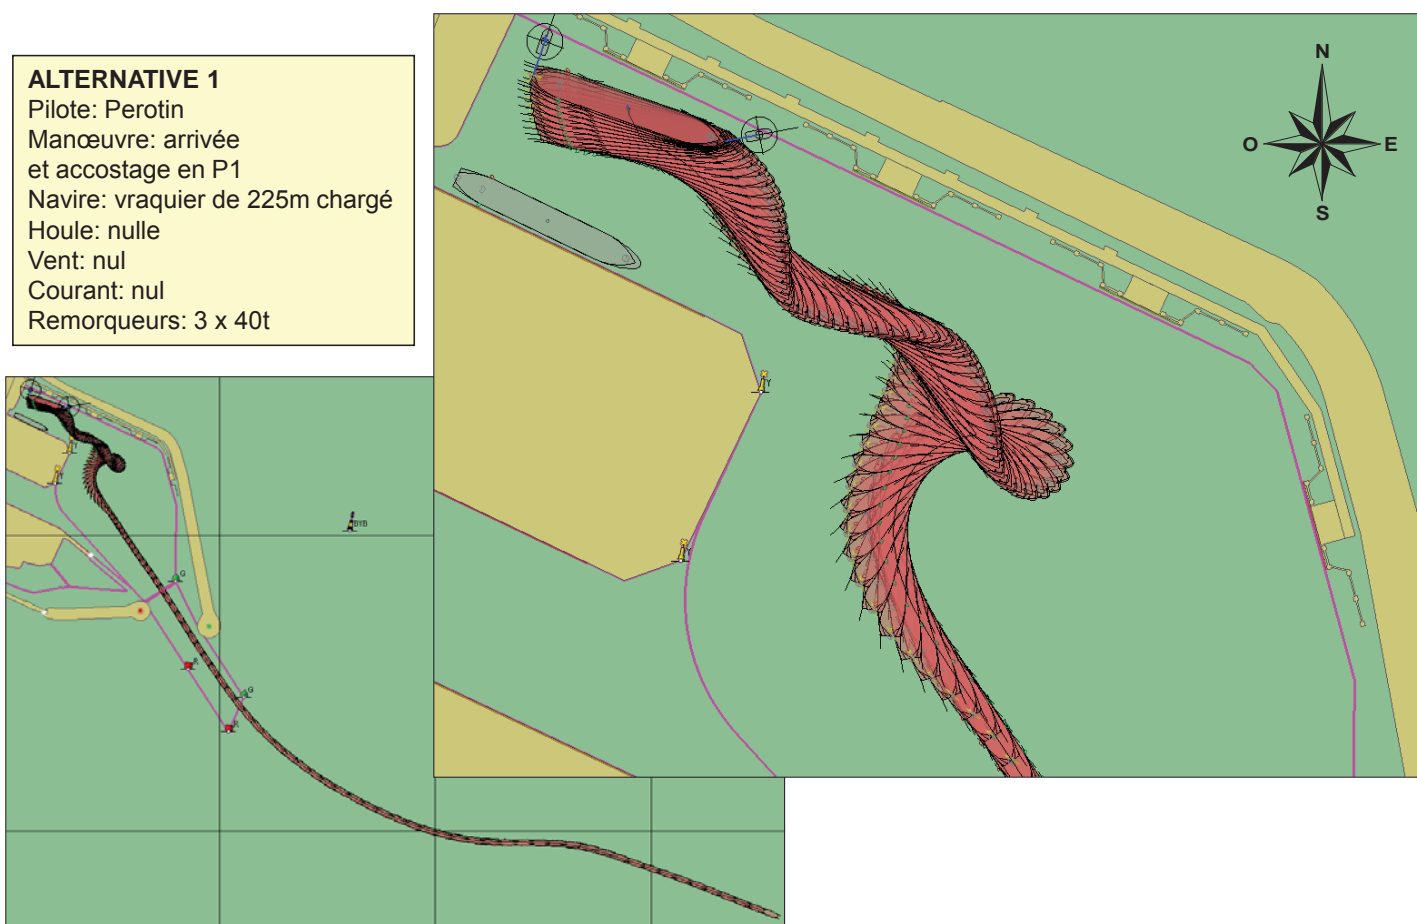 ALTERNATIVE 1
Pilote: Perotin
Manœuvre: arrivée
et accostage en P1
Navire: vraquier de 225m chargé
Houle: nulle
Vent: nul
Courant: nul
Remorqueurs: 3 x 40t
N
O
E
S
Y
Y
Y
Y
BYB
G
R
G
R